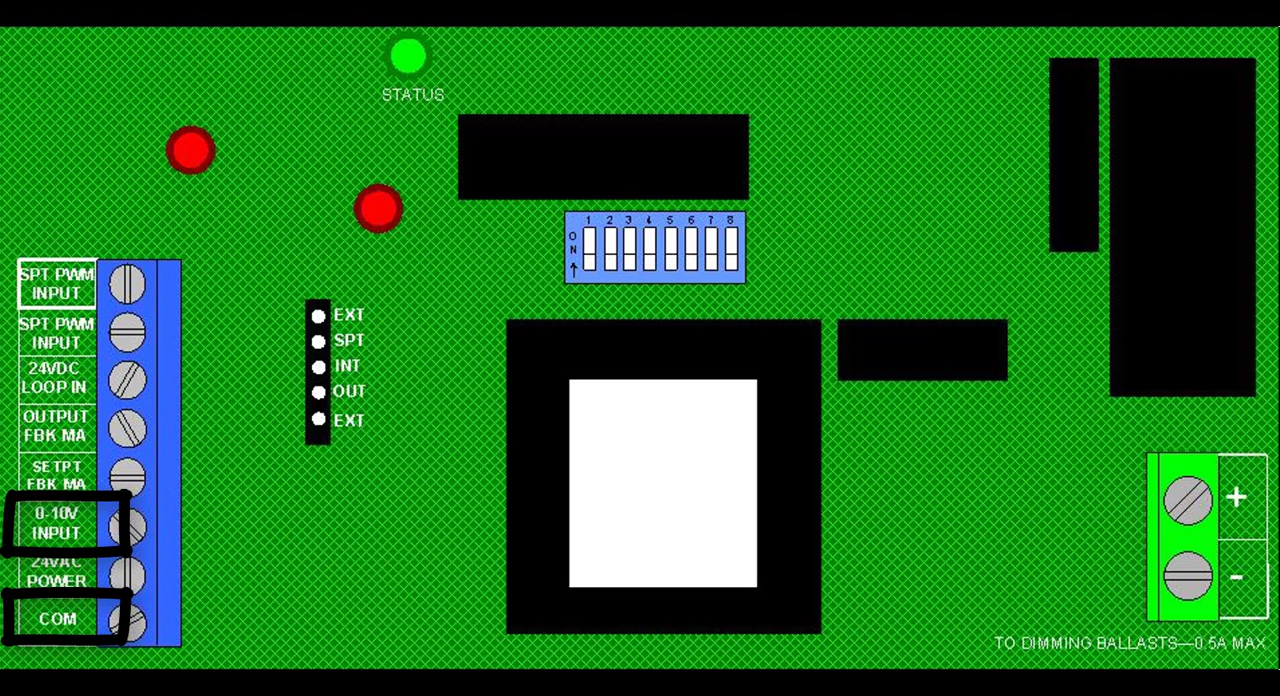 STATUS
1 2 3 4 5 6 7 8
ON
SPT PWM
INPUT
SPT PWM
INPUT
24VDC
LOOP IN
OUTPUT
FBK MA
SETPT
FBK MA
0-10V
INPUT
24VAC
POWER
COM
EXT
SPT
INT
OUT
EXT
+
-
TO DIMMING BALLASTS—0.5A MAX